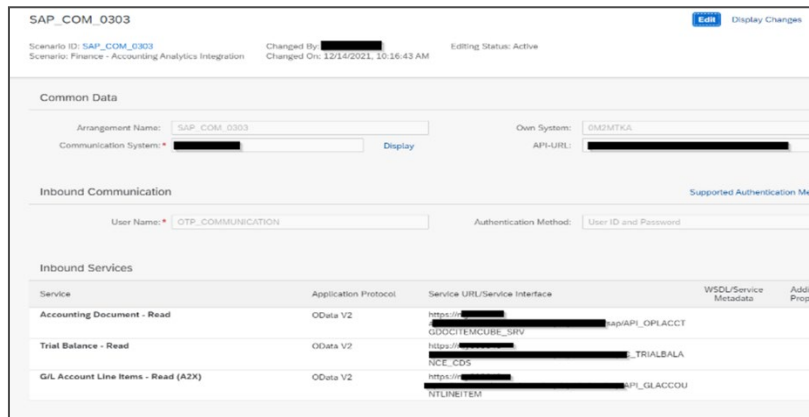 SAP_COM_0303
Edit Display Changes
Scenario ID: SAP_COM_0303 Changed By: Editing Status: Active
Scenario: Finance - Accounting Analytics Integration Changed On: 12/14/2021, 10:16:43 AM
Common Data
Arrangement Name: SAP_COM_0303 Own System: 0M2MTKA
Communication System: * Display API-URL:
Inbound Communication
Supported Authentication Me
User Name: * OTP_COMMUNICATION Authentication Method: User ID and Password
Inbound Services
Service Application Protocol Service URL/Service Interface WSDL/Service Metadata Addi Prop
Accounting Document - Read OData V2 https://
sap/API_OPLACCT
GDOCITEMCUBE_SRV
Trial Balance - Read OData V2 https://
_TRIALBALA
NCE_CDS
G/L Account Line Items - Read (A2X) OData V2 https://
API_GLACCOU
NTLINEITEM